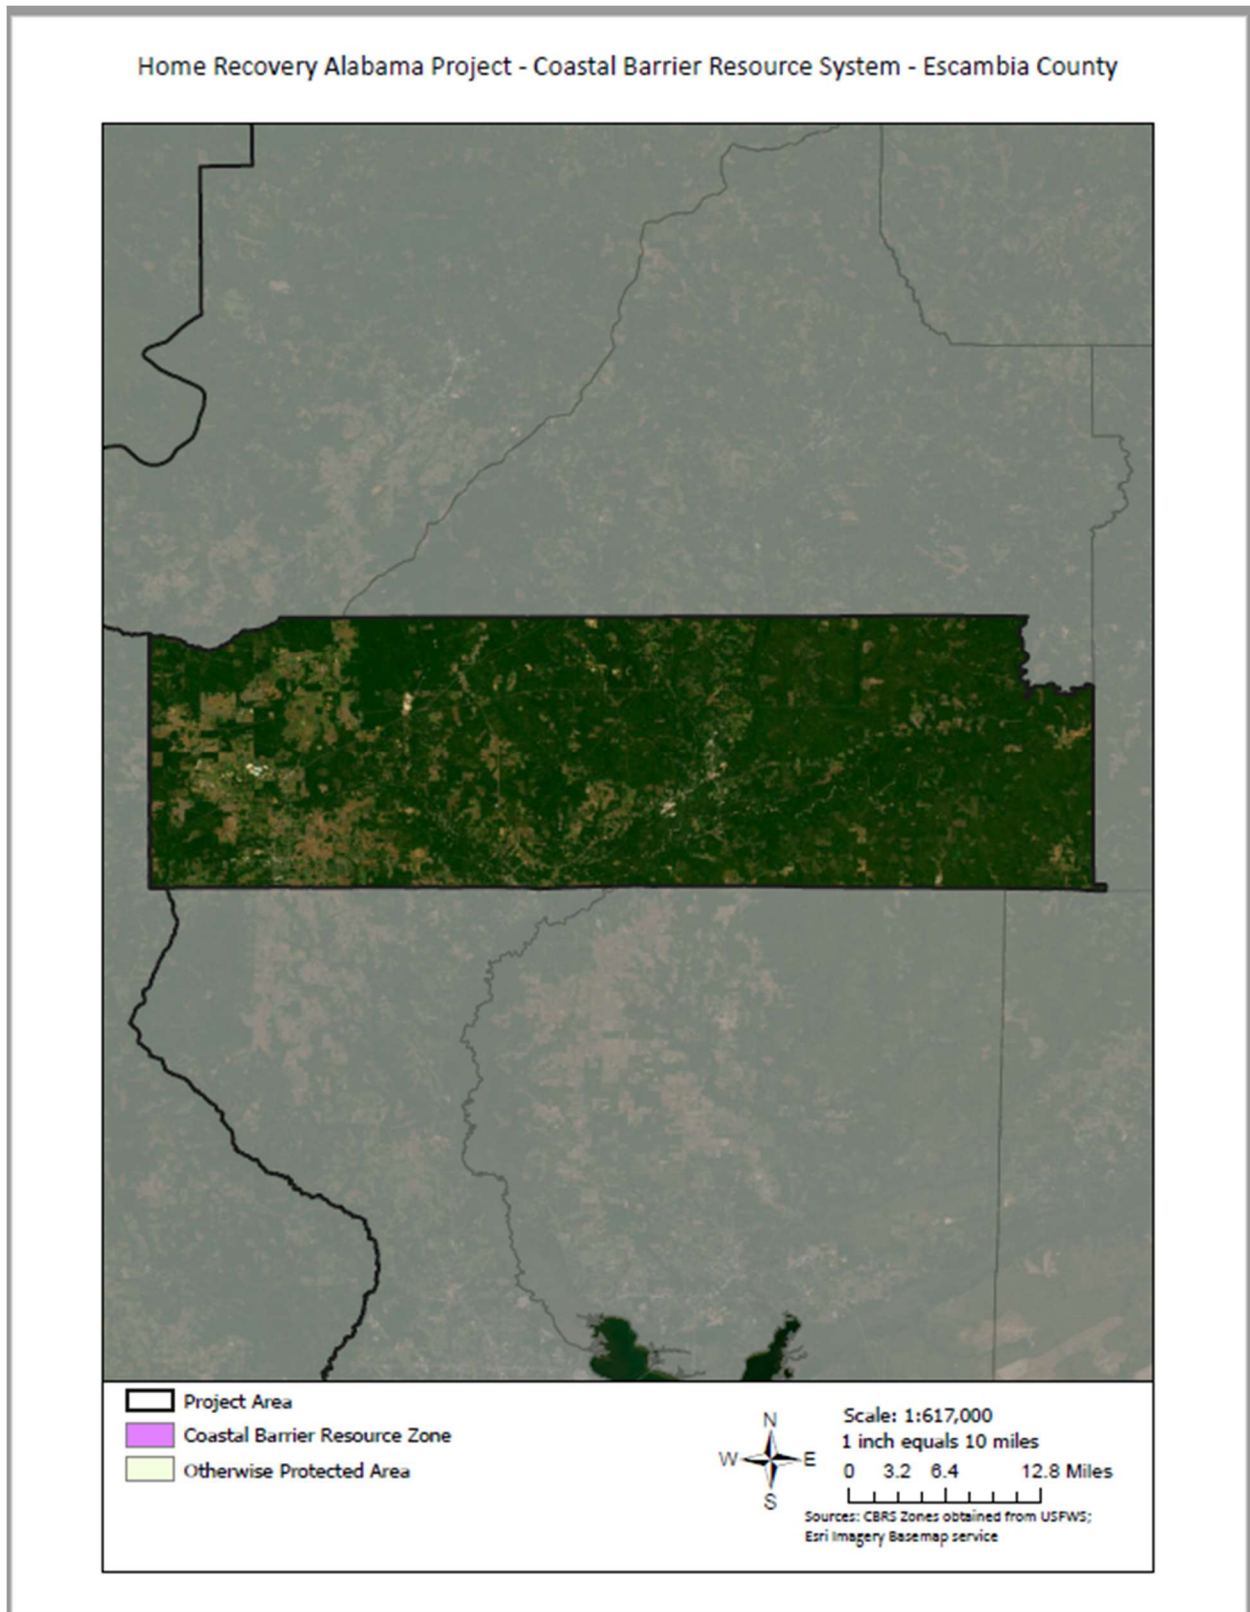 Home Recovery Alabama Project - Coastal Barrier Resource System - Escambia County
Project Area
Coastal Barrier Resource Zone
Otherwise Protected Area
N
W E
S
Scale: 1:617,000
1 inch equals 10 miles
0 3.2 6.4 12.8 Miles
Sources: CBRS Zones obtained from USFWS;
Esri Imagery Basemap service